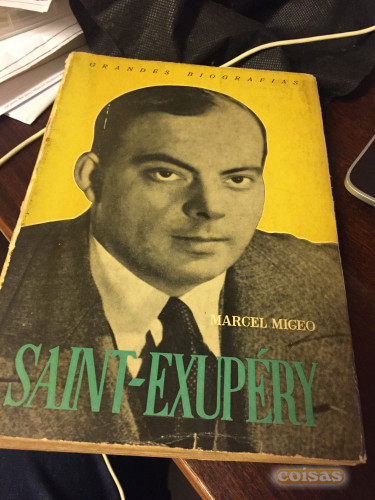 GRANDES BIOGRAFIAS
MARCEL MIGEO
SAINT-EXUPÉRY
coisas